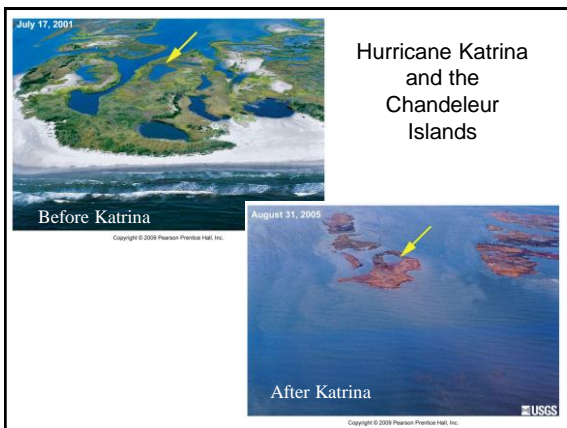 July 17, 2001
Before Katrina
Copyright © 2009 Pearson Prentice Hall, Inc.
Hurricane Katrina
and the
Chandeleur
Islands
August 31, 2005
After Katrina
USGS
Copyright © 2009 Pearson Prentice Hall, Inc.